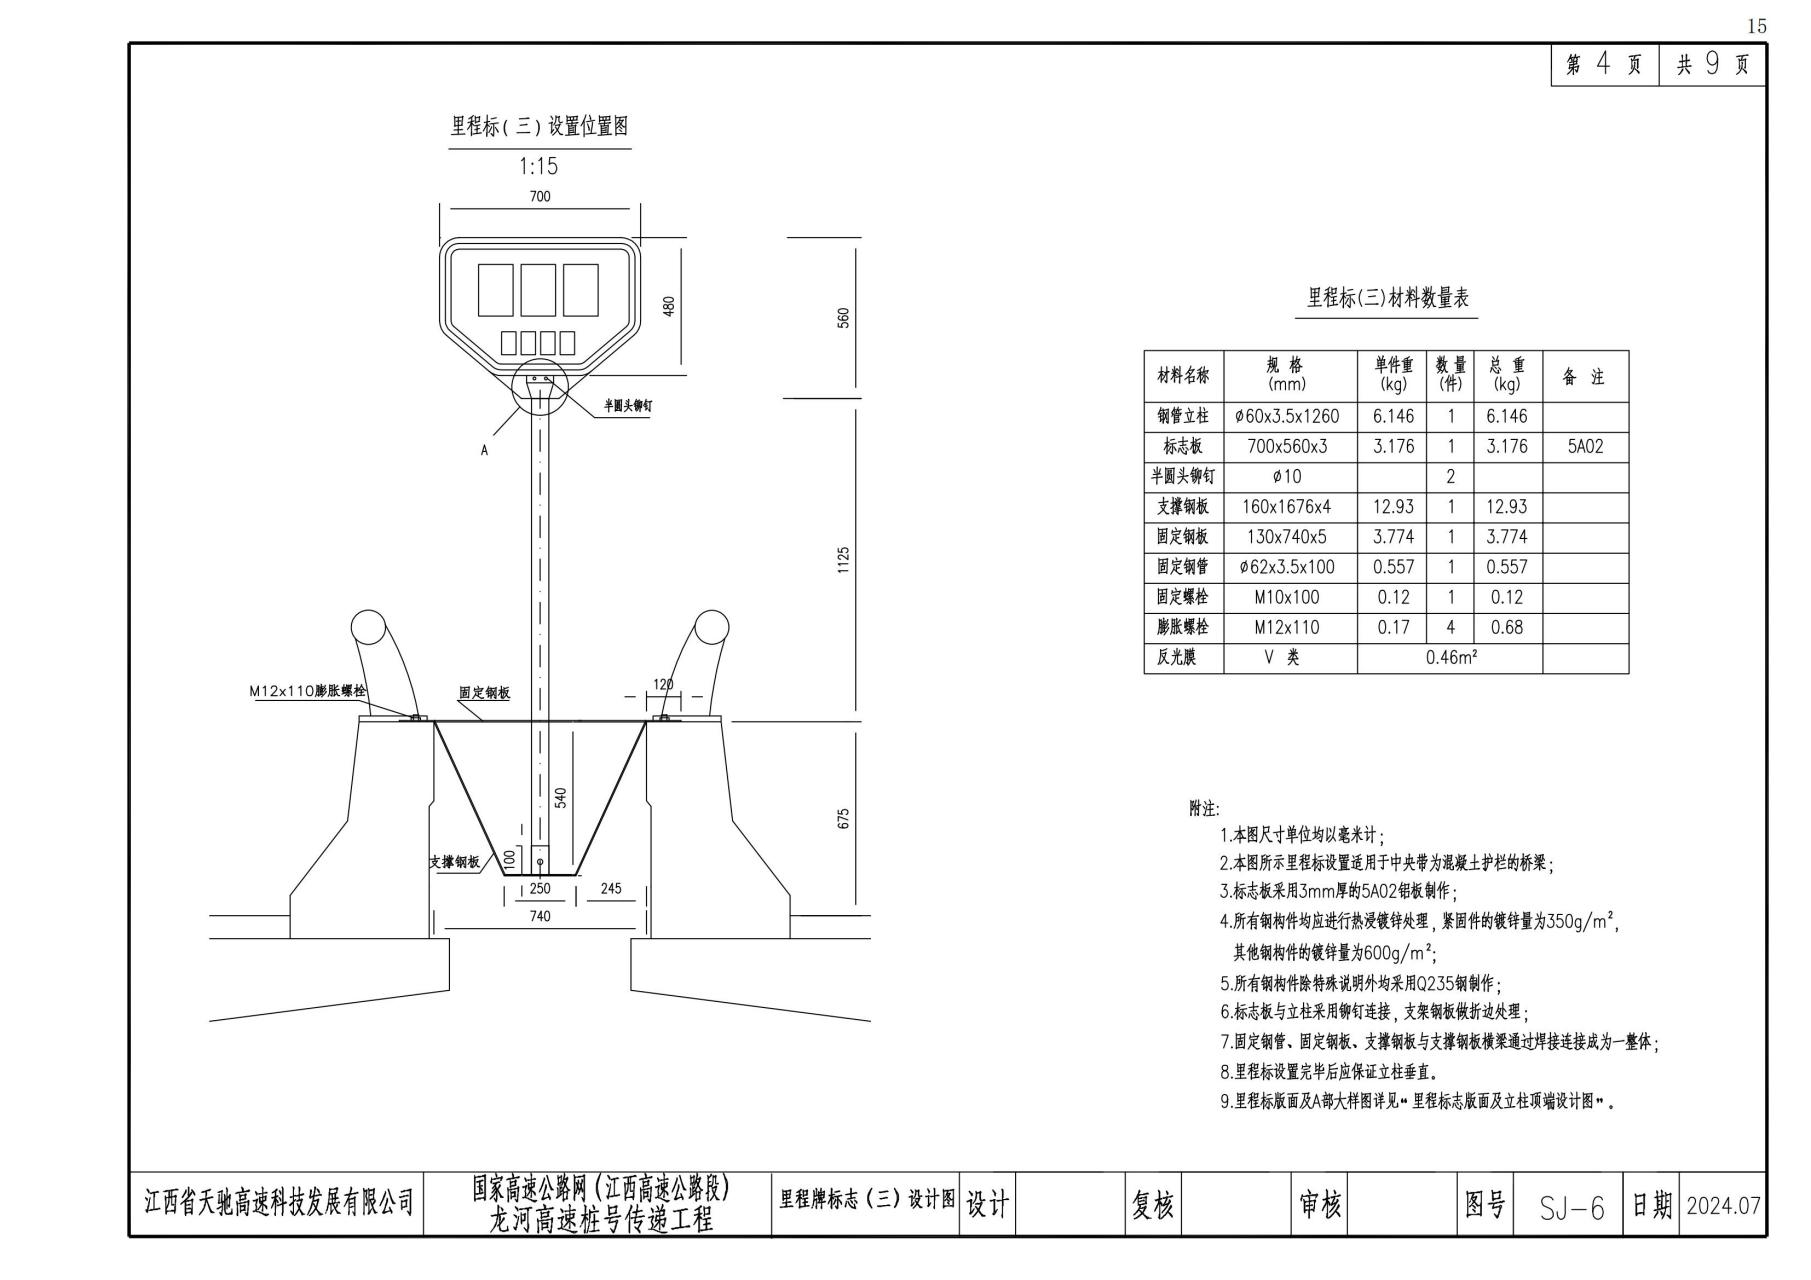 15
第 4 页 共 9 页
里程标(三)设置位置图
1:15
700
480
560
半圆头铆钉
A
1125
M12x110膨胀螺栓
固定钢板
120
540
675
支撑钢板
100
250
245
740
里程标(三)材料数量表
材料名称 规 格 (mm) 单件重 (kg) 数 量 (件) 总 重 (kg) 备 注
钢管立柱 φ60x3.5x1260 6.146 1 6.146
标志板 700x560x3 3.176 1 3.176 5A02
半圆头铆钉 φ10 2
支撑钢板 160x1676x4 12.93 1 12.93
固定钢板 130x740x5 3.774 1 3.774
固定钢管 φ62x3.5x100 0.557 1 0.557
固定螺栓 M10x100 0.12 1 0.12
膨胀螺栓 M12x110 0.17 4 0.68
反光膜 V 类 0.46m²
附注:
1.本图尺寸单位均以毫米计;
2.本图所示里程标设置适用于中央带为混凝土护栏的桥梁;
3.标志板采用3mm厚的5A02铝板制作;
4.所有钢构件均应进行热浸镀锌处理,紧固件的镀锌量为350g/m²,
其他钢构件的镀锌量为600g/m²;
5.所有钢构件除特殊说明外均采用Q235钢制作;
6.标志板与立柱采用铆钉连接,支架钢板做折边处理;
7.固定钢管、固定钢板、支撑钢板与支撑钢板横梁通过焊接连接成为一整体;
8.里程标设置完毕后应保证立柱垂直。
9.里程标版面及A部大样图详见“里程标志版面及立柱顶端设计图”。
江西省天驰高速科技发展有限公司
国家高速公路网(江西高速公路段)
龙河高速桩号传递工程
里程牌标志(三)设计图
设计 复核 审核 图号 SJ-6 日期 2024.07